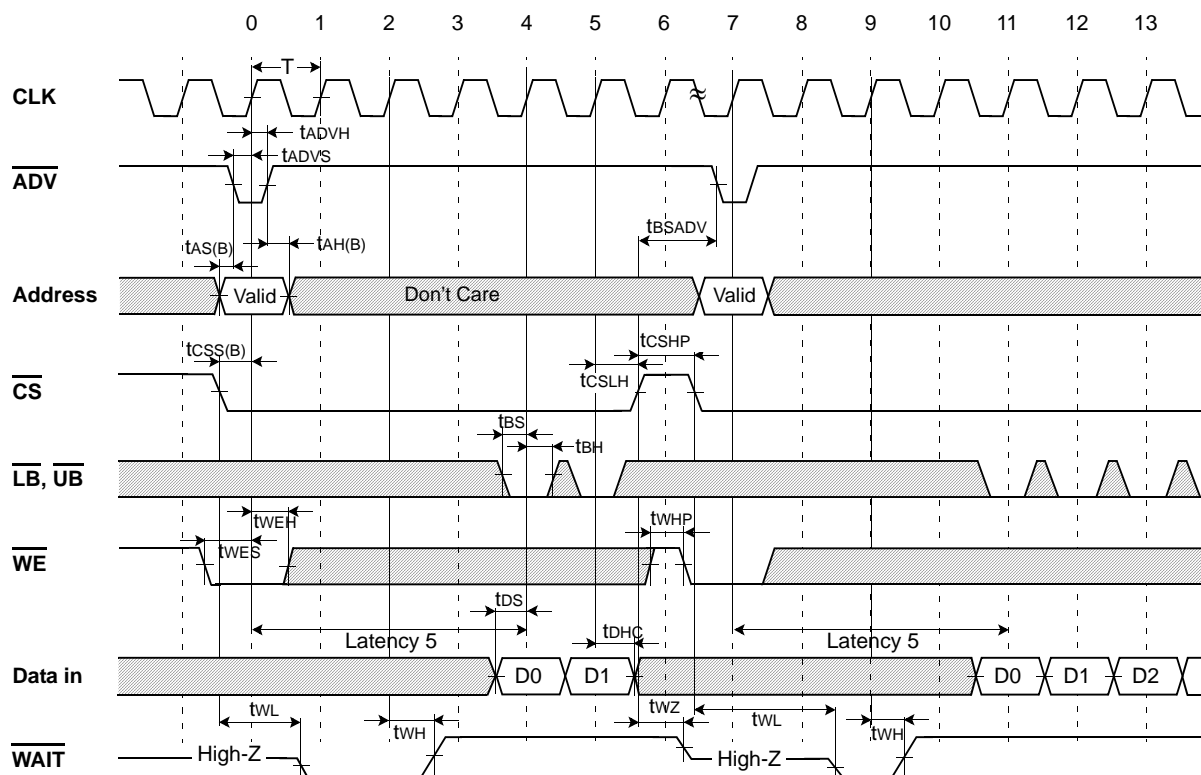 0 1 2 3 4 5 6 7 8 9 10 11 12 13
T
CLK
tADVH
tADVS
ADV
tBSADV
tAS(B)
tAH(B)
Address
Valid
Don't Care
Valid
tCSS(B)
tCSHP
tCSLH
CS
tBS
tBH
LB, UB
tWEH
tWHP
tWES
WE
tDS
tDHC
Latency 5
Latency 5
Data in
D0
D1
D0
D1
D2
tWL
tWH
tWZ
tWL
tWH
WAIT
High-Z
High-Z